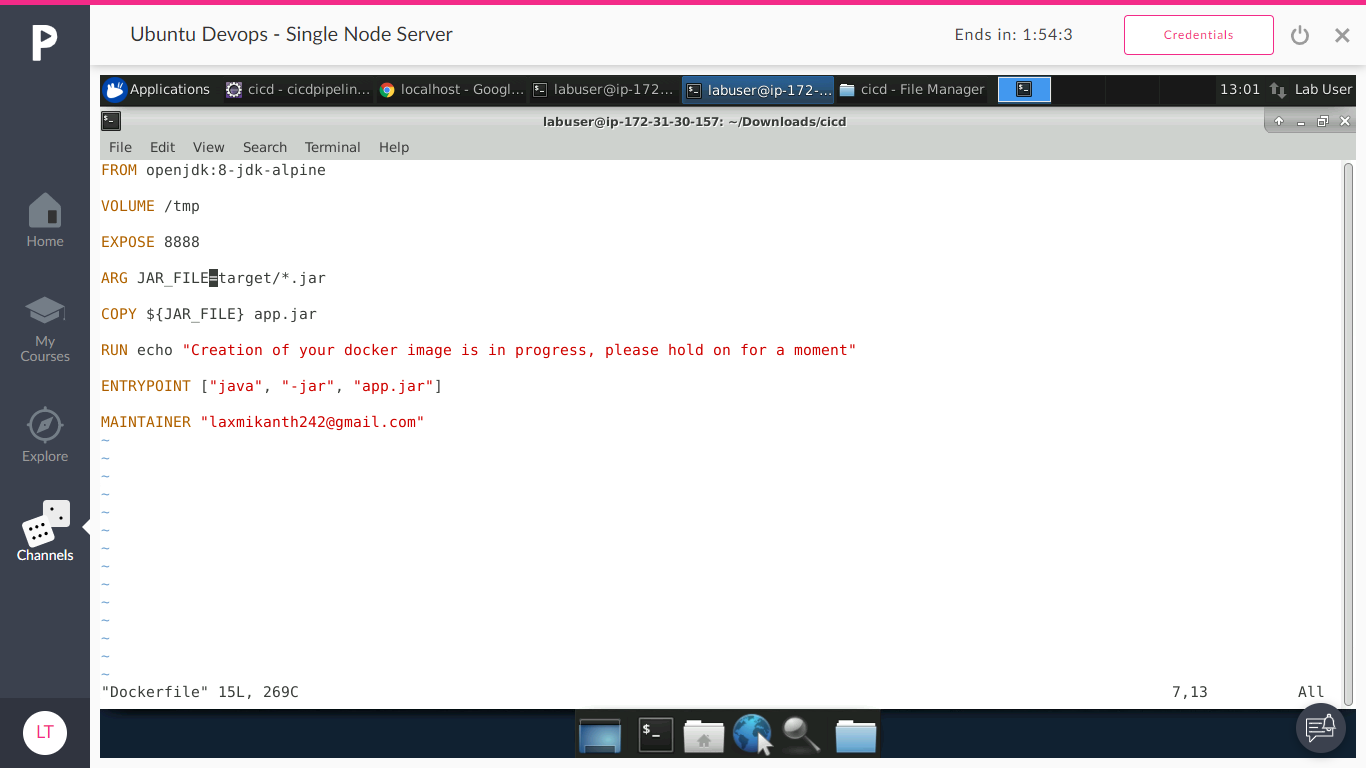 Ubuntu Devops - Single Node Server
Ends in: 1:54:3
Credentials
Applications
cicd - cicdpipelin...
localhost - Googl...
labuser@ip-172...
labuser@ip-172-...
cicd - File Manager
13:01
Lab User
labuser@ip-172-31-30-157: ~/Downloads/cicd
File Edit View Search Terminal Help
FROM openjdk:8-jdk-alpine
VOLUME /tmp
EXPOSE 8888
ARG JAR_FILE=target/*.jar
COPY ${JAR_FILE} app.jar
RUN echo "Creation of your docker image is in progress, please hold on for a moment"
ENTRYPOINT ["java", "-jar", "app.jar"]
MAINTAINER "laxmikanth242@gmail.com"
~
~
~
~
~
~
~
~
~
~
~
~
~
~
"Dockerfile" 15L, 269C 7,13 All
Home
My
Courses
Explore
Channels
LT